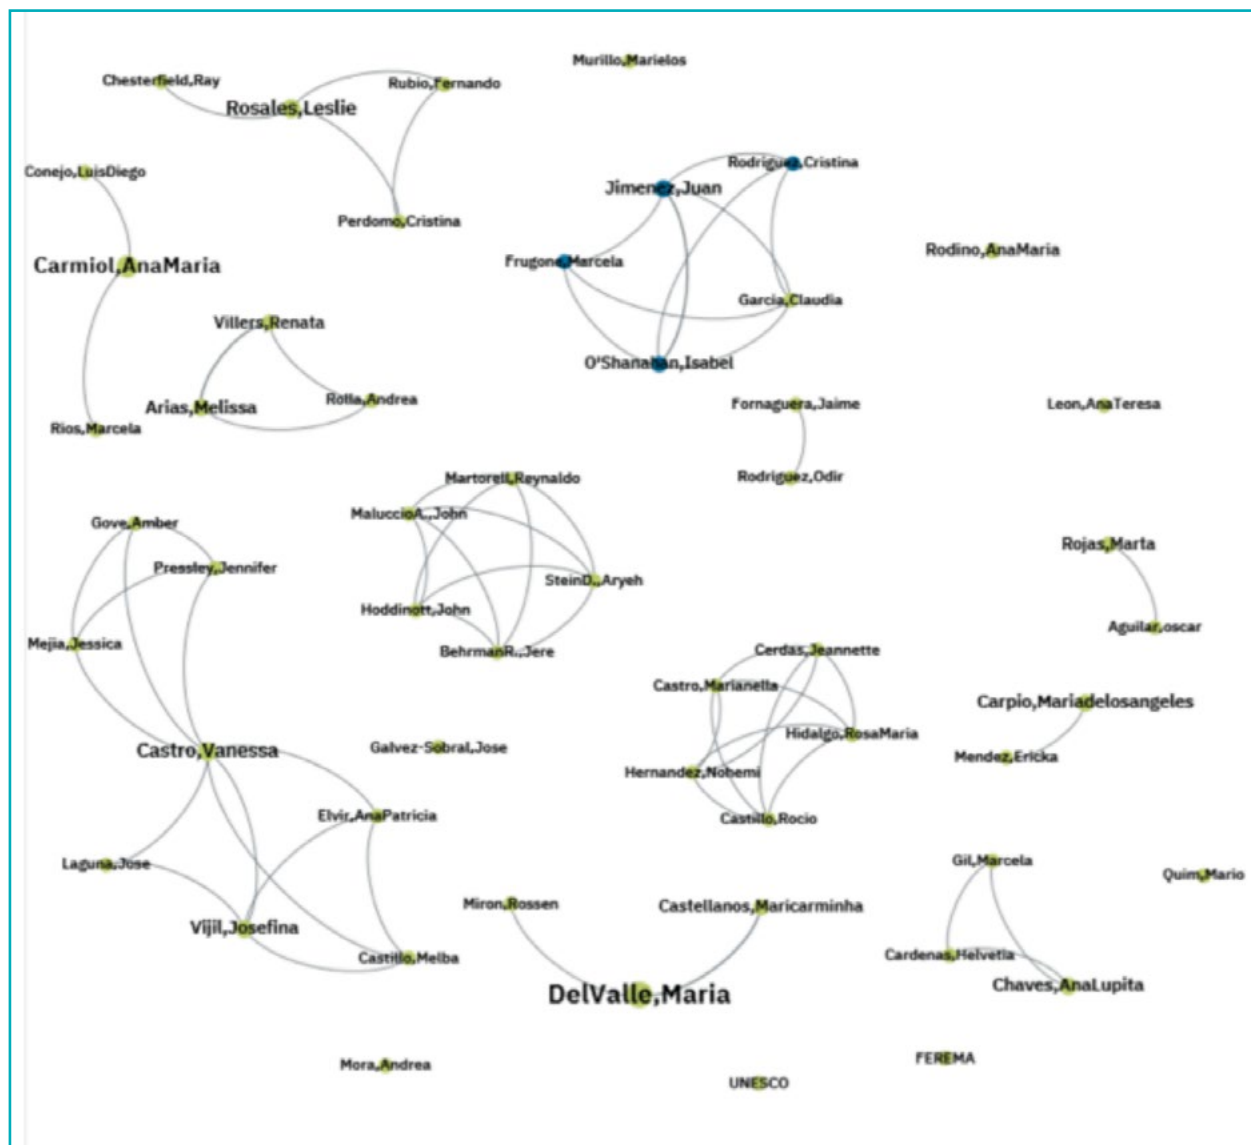 Murillo,Marielos
Chesterfield,Ray
Rubio,Fernando
Rosales,Leslie
Rodriguez,Cristina
Conejo,LuisDiego
Jimenez,Juan
Perdomo,Cristina
Rodino,AnaMaria
Frugone,Marcela
Carmiol,AnaMaria
Garcia,Claudia
Villers,Renata
O'Shanahan,Isabel
Rolla,Andrea
Fornaguera,Jaime
Leon,AnaTeresa
Arias,Melissa
Rios,Marcela
Rodriguez,Odir
Martorell,Reynaldo
MaluccioA.,John
Gove,Amber
Rojas,Marta
Pressley,Jennifer
SteinD.,Aryeh
Hoddinott,John
Aguilar,oscar
Mejia,Jessica
BehrmanR.,Jere
Cerdas,Jeannette
Castro,Marianella
Carpio,Mariadelosangeles
Hidalgo,RosaMaria
Castro,Vanessa
Galvez-Sobral,Jose
Mendez,Ericka
Hernandez,Nohemi
Elvir,AnaPatricia
Castillo,Rocio
Laguna,Jose
Gil,Marcela
Quim,Mario
Miron,Rossen
Castellanos,Maricarminha
Vijil,Josefina
Castillo,Melba
Cardenas,Helvetia
Chaves,AnaLupita
DelValle,Maria
Mora,Andrea
FEREMA
UNESCO